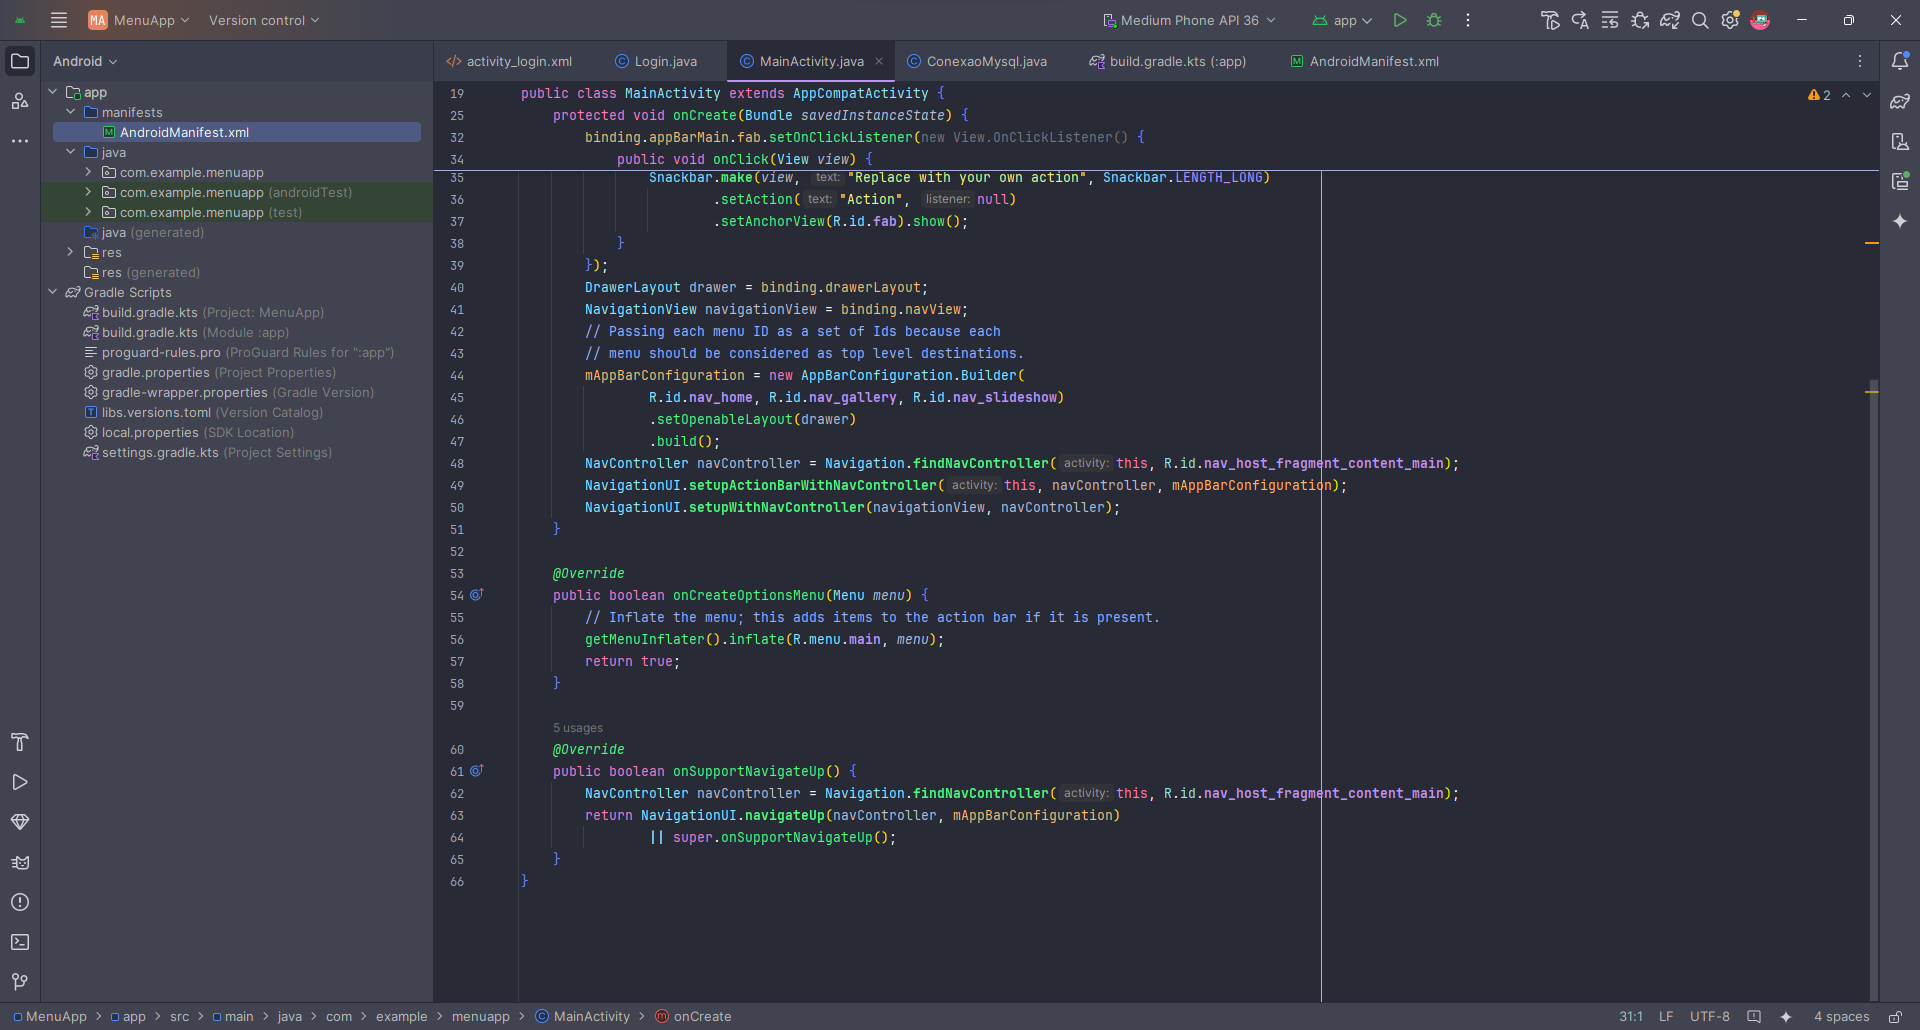 MA MenuApp Version control Medium Phone API 36 app
Android
app
manifests
AndroidManifest.xml
java
com.example.menuapp
com.example.menuapp (androidTest)
com.example.menuapp (test)
java (generated)
res
res (generated)
Gradle Scripts
build.gradle.kts (Project: MenuApp)
build.gradle.kts (Module :app)
proguard-rules.pro (ProGuard Rules for ":app")
gradle.properties (Project Properties)
gradle-wrapper.properties (Gradle Version)
libs.versions.toml (Version Catalog)
local.properties (SDK Location)
settings.gradle.kts (Project Settings)
activity_login.xml Login.java MainActivity.java ConexaoMysql.java build.gradle.kts (:app) AndroidManifest.xml
2
19 public class MainActivity extends AppCompatActivity {
25 protected void onCreate(Bundle savedInstanceState) {
32 binding.appBarMain.fab.setOnClickListener(new View.OnClickListener() {
34 public void onClick(View view) {
35 Snackbar.make(view, text: "Replace with your own action", Snackbar.LENGTH_LONG)
36 .setAction( text: "Action", listener: null)
37 .setAnchorView(R.id.fab).show();
38 }
39 });
40 DrawerLayout drawer = binding.drawerLayout;
41 NavigationView navigationView = binding.navView;
42 // Passing each menu ID as a set of Ids because each
43 // menu should be considered as top level destinations.
44 mAppBarConfiguration = new AppBarConfiguration.Builder(
45 R.id.nav_home, R.id.nav_gallery, R.id.nav_slideshow)
46 .setOpenableLayout(drawer)
47 .build();
48 NavController navController = Navigation.findNavController( activity: this, R.id.nav_host_fragment_content_main);
49 NavigationUI.setupActionBarWithNavController( activity: this, navController, mAppBarConfiguration);
50 NavigationUI.setupWithNavController(navigationView, navController);
51 }
52
53 @Override
54 public boolean onCreateOptionsMenu(Menu menu) {
55 // Inflate the menu; this adds items to the action bar if it is present.
56 getMenuInflater().inflate(R.menu.main, menu);
57 return true;
58 }
59
5 usages
60 @Override
61 public boolean onSupportNavigateUp() {
62 NavController navController = Navigation.findNavController( activity: this, R.id.nav_host_fragment_content_main);
63 return NavigationUI.navigateUp(navController, mAppBarConfiguration)
64 || super.onSupportNavigateUp();
65 }
66 }
MenuApp > app > src > main > java > com > example > menuapp > MainActivity > onCreate 31:1 LF UTF-8 4 spaces